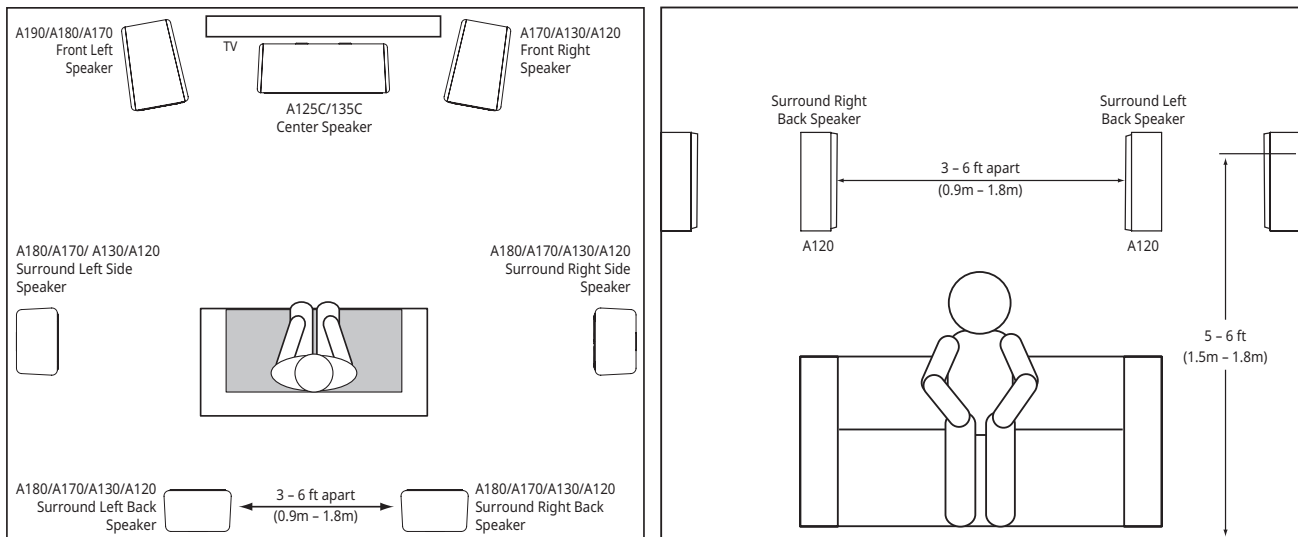 A190/A180/A170
Front Left
Speaker
TV
A170/A130/A120
Front Right
Speaker
A125C/135C
Center Speaker
A180/A170/ A130/A120
Surround Left Side
Speaker
A180/A170/A130/A120
Surround Right Side
Speaker
A180/A170/A130/A120
Surround Left Back
Speaker
3 – 6 ft apart
(0.9m – 1.8m)
A180/A170/A130/A120
Surround Right Back
Speaker
Surround Right
Back Speaker
Surround Left
Back Speaker
3 – 6 ft apart
(0.9m – 1.8m)
A120
A120
5 – 6 ft
(1.5m – 1.8m)